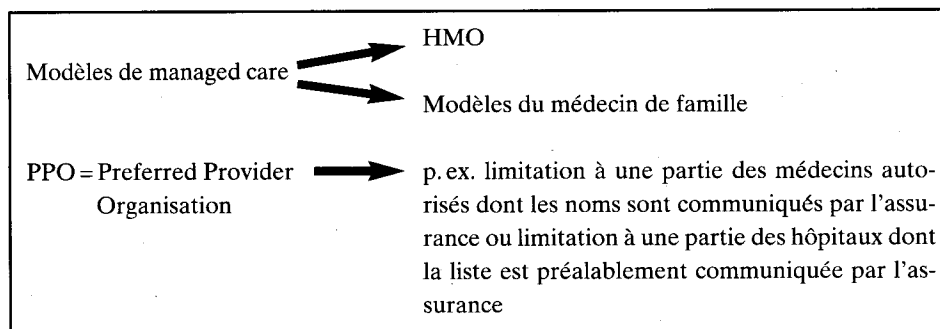 HMO
Modèles de managed care
Modèles du médecin de famille
PPO = Preferred Provider
Organisation
p. ex. limitation à une partie des médecins auto-
risés dont les noms sont communiqués par l'assu-
rance ou limitation à une partie des hôpitaux dont
la liste est préalablement communiquée par l'as-
surance